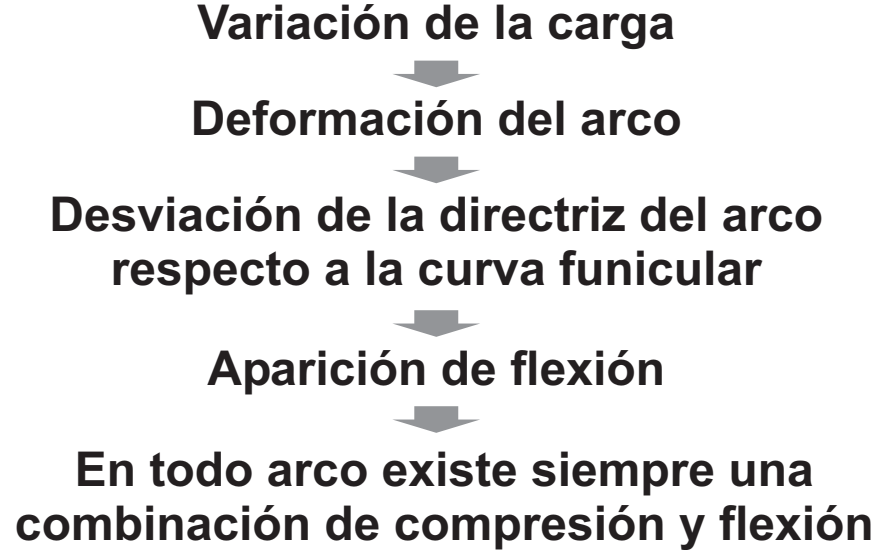 Variación de la carga
Deformación del arco
Desviación de la directriz del arco
respecto a la curva funicular
Aparición de flexión
En todo arco existe siempre una
combinación de compresión y flexión